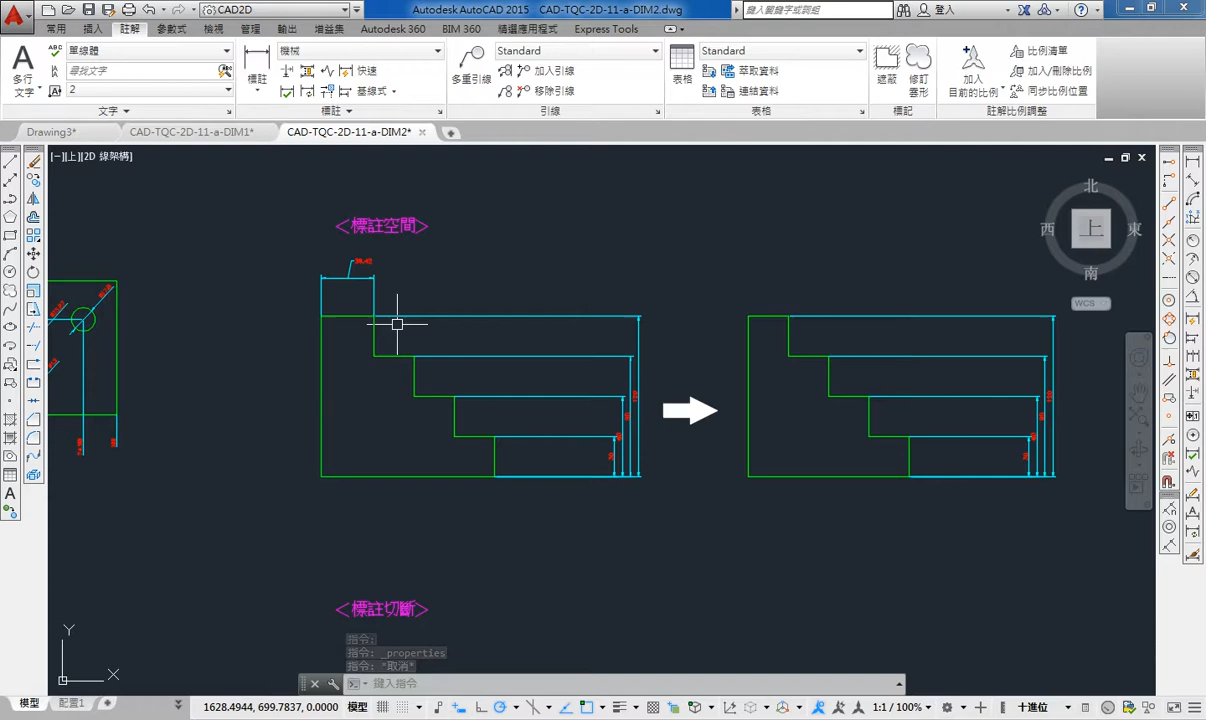 CAD2D
Autodesk AutoCAD 2015 CAD-TQC-2D-11-a-DIM2.dwg
鍵入關鍵字或詞組
登入
常用 插入 註解 參數式 檢視 管理 輸出 增益集 Autodesk 360 BIM 360 精選應用程式 Express Tools
單線體
尋找文字
2
多行
文字
文字
標註
機械
快速
基線式
標註
多重引線
Standard
加入引線
移除引線
引線
表格
Standard
萃取資料
連結資料
表格
遮蔽
修訂
雲形
標記
加入
目前的比例
比例清單
加入/刪除比例
同步比例位置
註解比例調整
Drawing3* CAD-TQC-2D-11-a-DIM1* CAD-TQC-2D-11-a-DIM2*
[−][上][2D 線架構]
北
西 上 東
南
WCS
<標註空間>
<標註切斷>
120
120
Y
X
指令:
指令: _properties
指令: *取消*
鍵入指令
模型 配置1
1628.4944, 699.7837, 0.0000 模型
1:1 / 100%
十進位